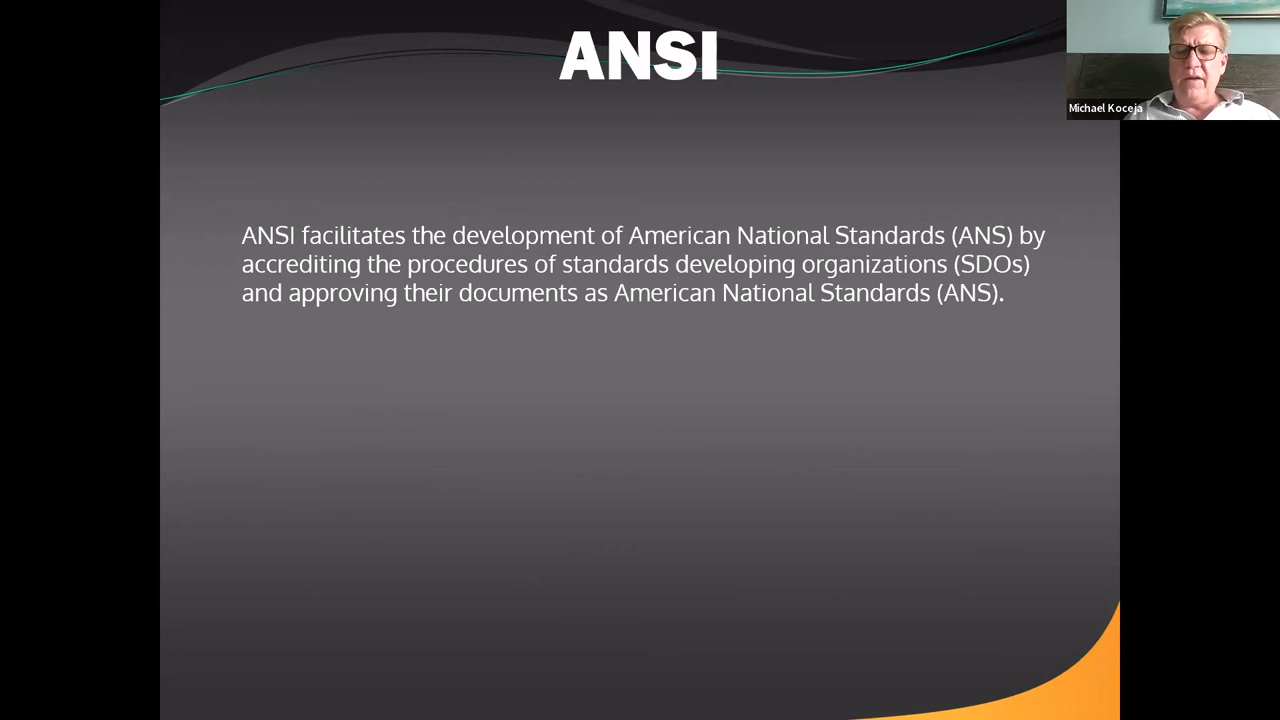 ANSI
Michael Koceja
ANSI facilitates the development of American National Standards (ANS) by
accrediting the procedures of standards developing organizations (SDOs)
and approving their documents as American National Standards (ANS).